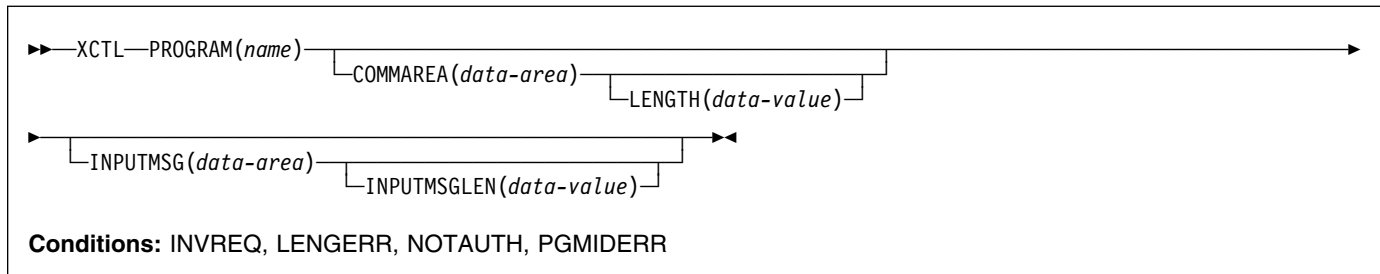 XCTL PROGRAM(name)
COMMAREA(data-area)
LENGTH(data-value)
INPUTMSG(data-area)
INPUTMSGLEN(data-value)
Conditions: INVREQ, LENGERR, NOTAUTH, PGMIDERR